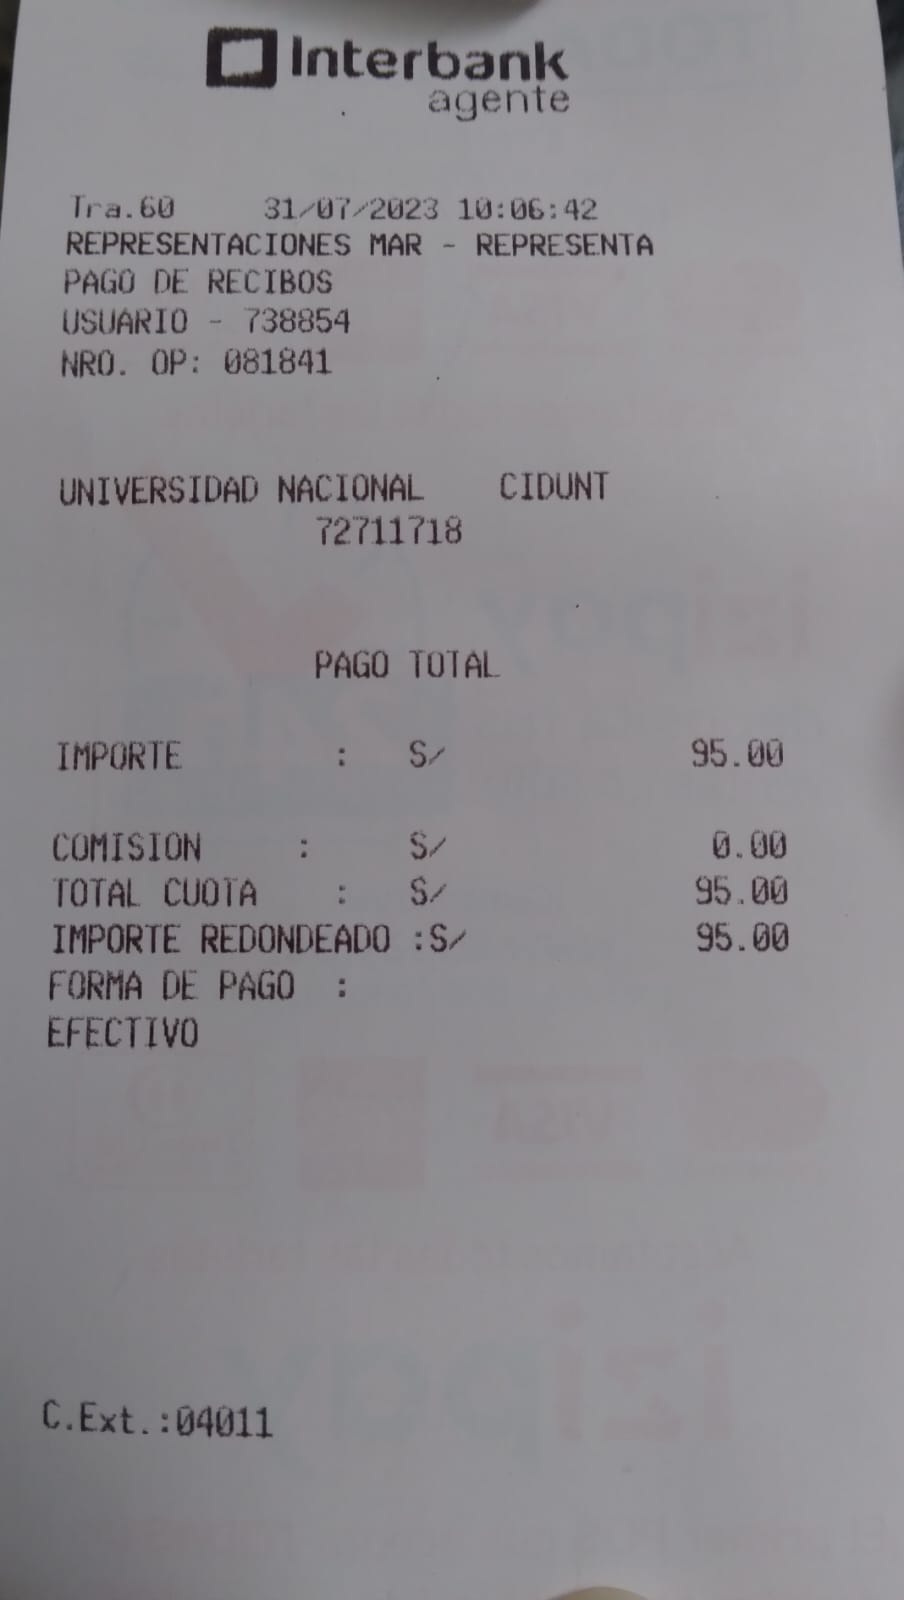 Interbank
agente
Tra.60 31/07/2023 10:06:42
REPRESENTACIONES MAR - REPRESENTA
PAGO DE RECIBOS
USUARIO - 738854
NRO. OP: 081841
UNIVERSIDAD NACIONAL CIDUNT
72711718
PAGO TOTAL
IMPORTE : S/ 95.00
COMISION : S/ 0.00
TOTAL CUOTA : S/ 95.00
IMPORTE REDONDEADO :S/ 95.00
FORMA DE PAGO :
EFECTIVO
C.Ext.:04011